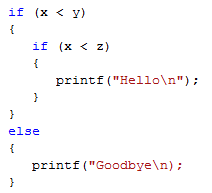 if (x < y)
{
   if (x < z)
   {
      printf("Hello\n");
   }
}
else
{
   printf("Goodbye\n);
}